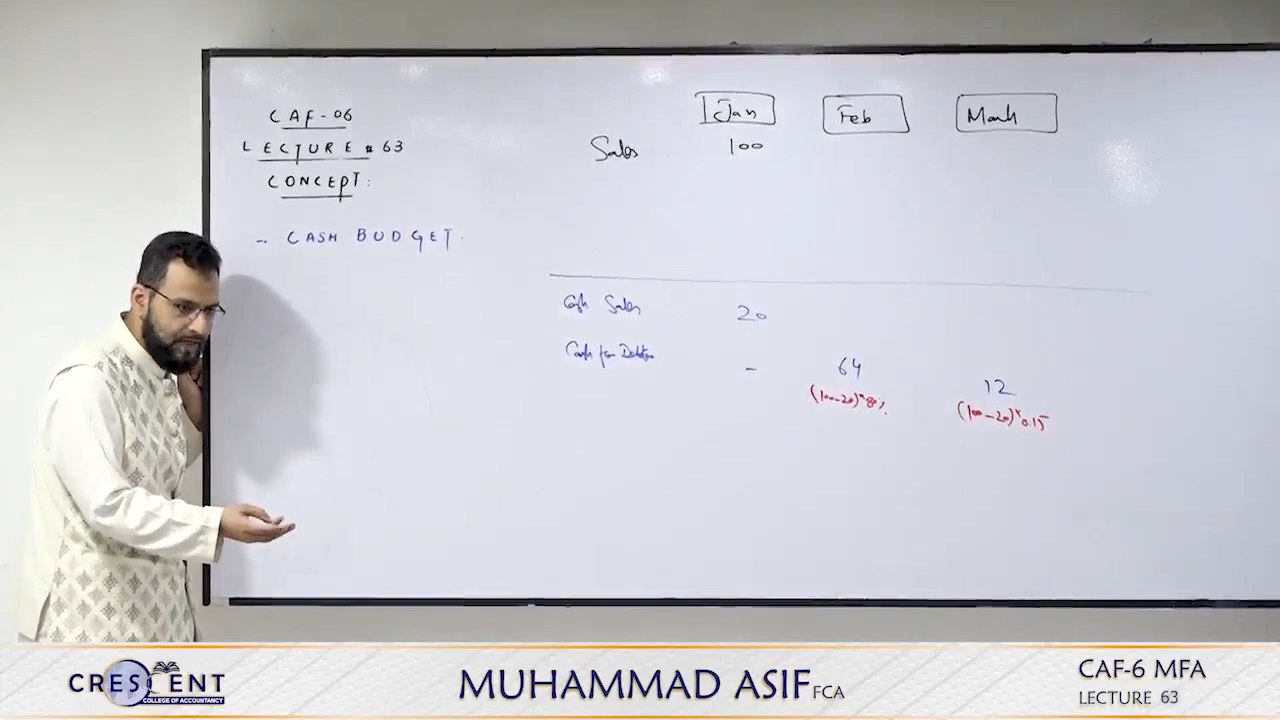 CAF-06
LECTURE # 63
CONCEPT:
- CASH BUDGET.
Jan Feb March
Sales 100
Cash Sales 20
Cash from Debtors - 64 12
(100-20)×80% (100-20)×0.15
CRESCENT
COLLEGE OF ACCOUNTANCY
MUHAMMAD ASIF FCA
CAF-6 MFA
LECTURE 63